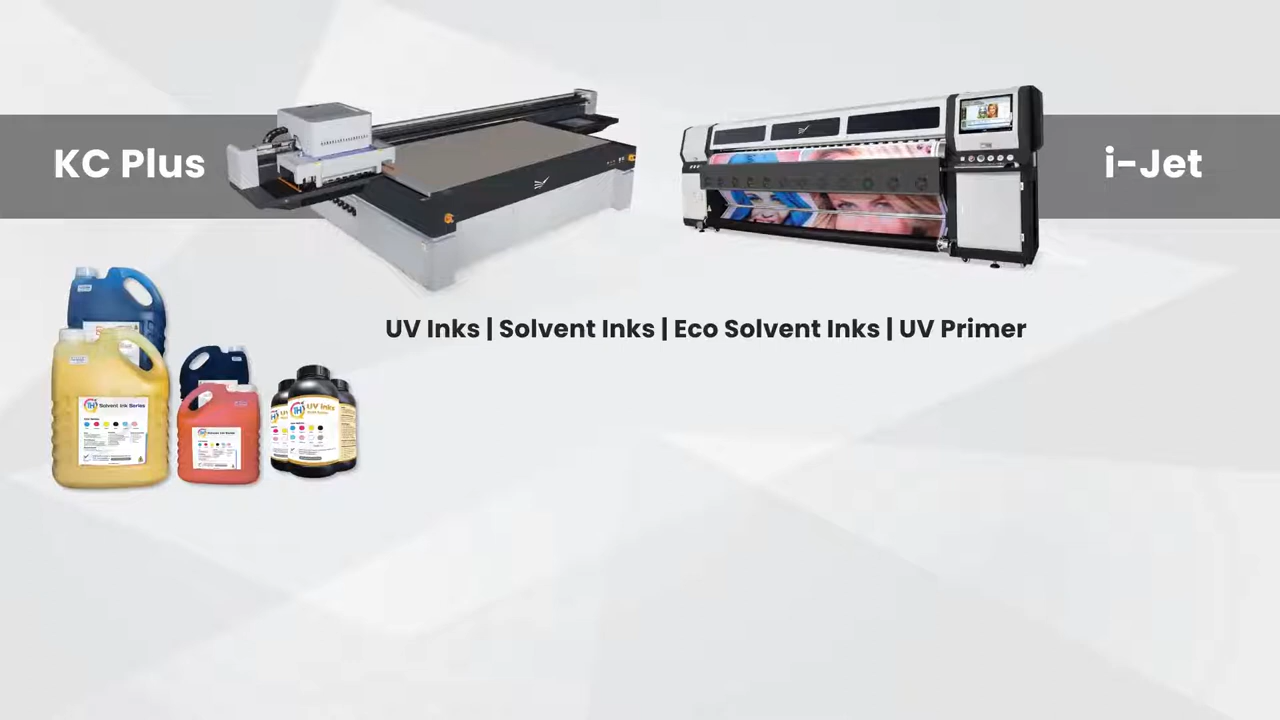 KC Plus
i-Jet
UV Inks | Solvent Inks | Eco Solvent Inks | UV Primer
Solvent Ink Series
UV Inks